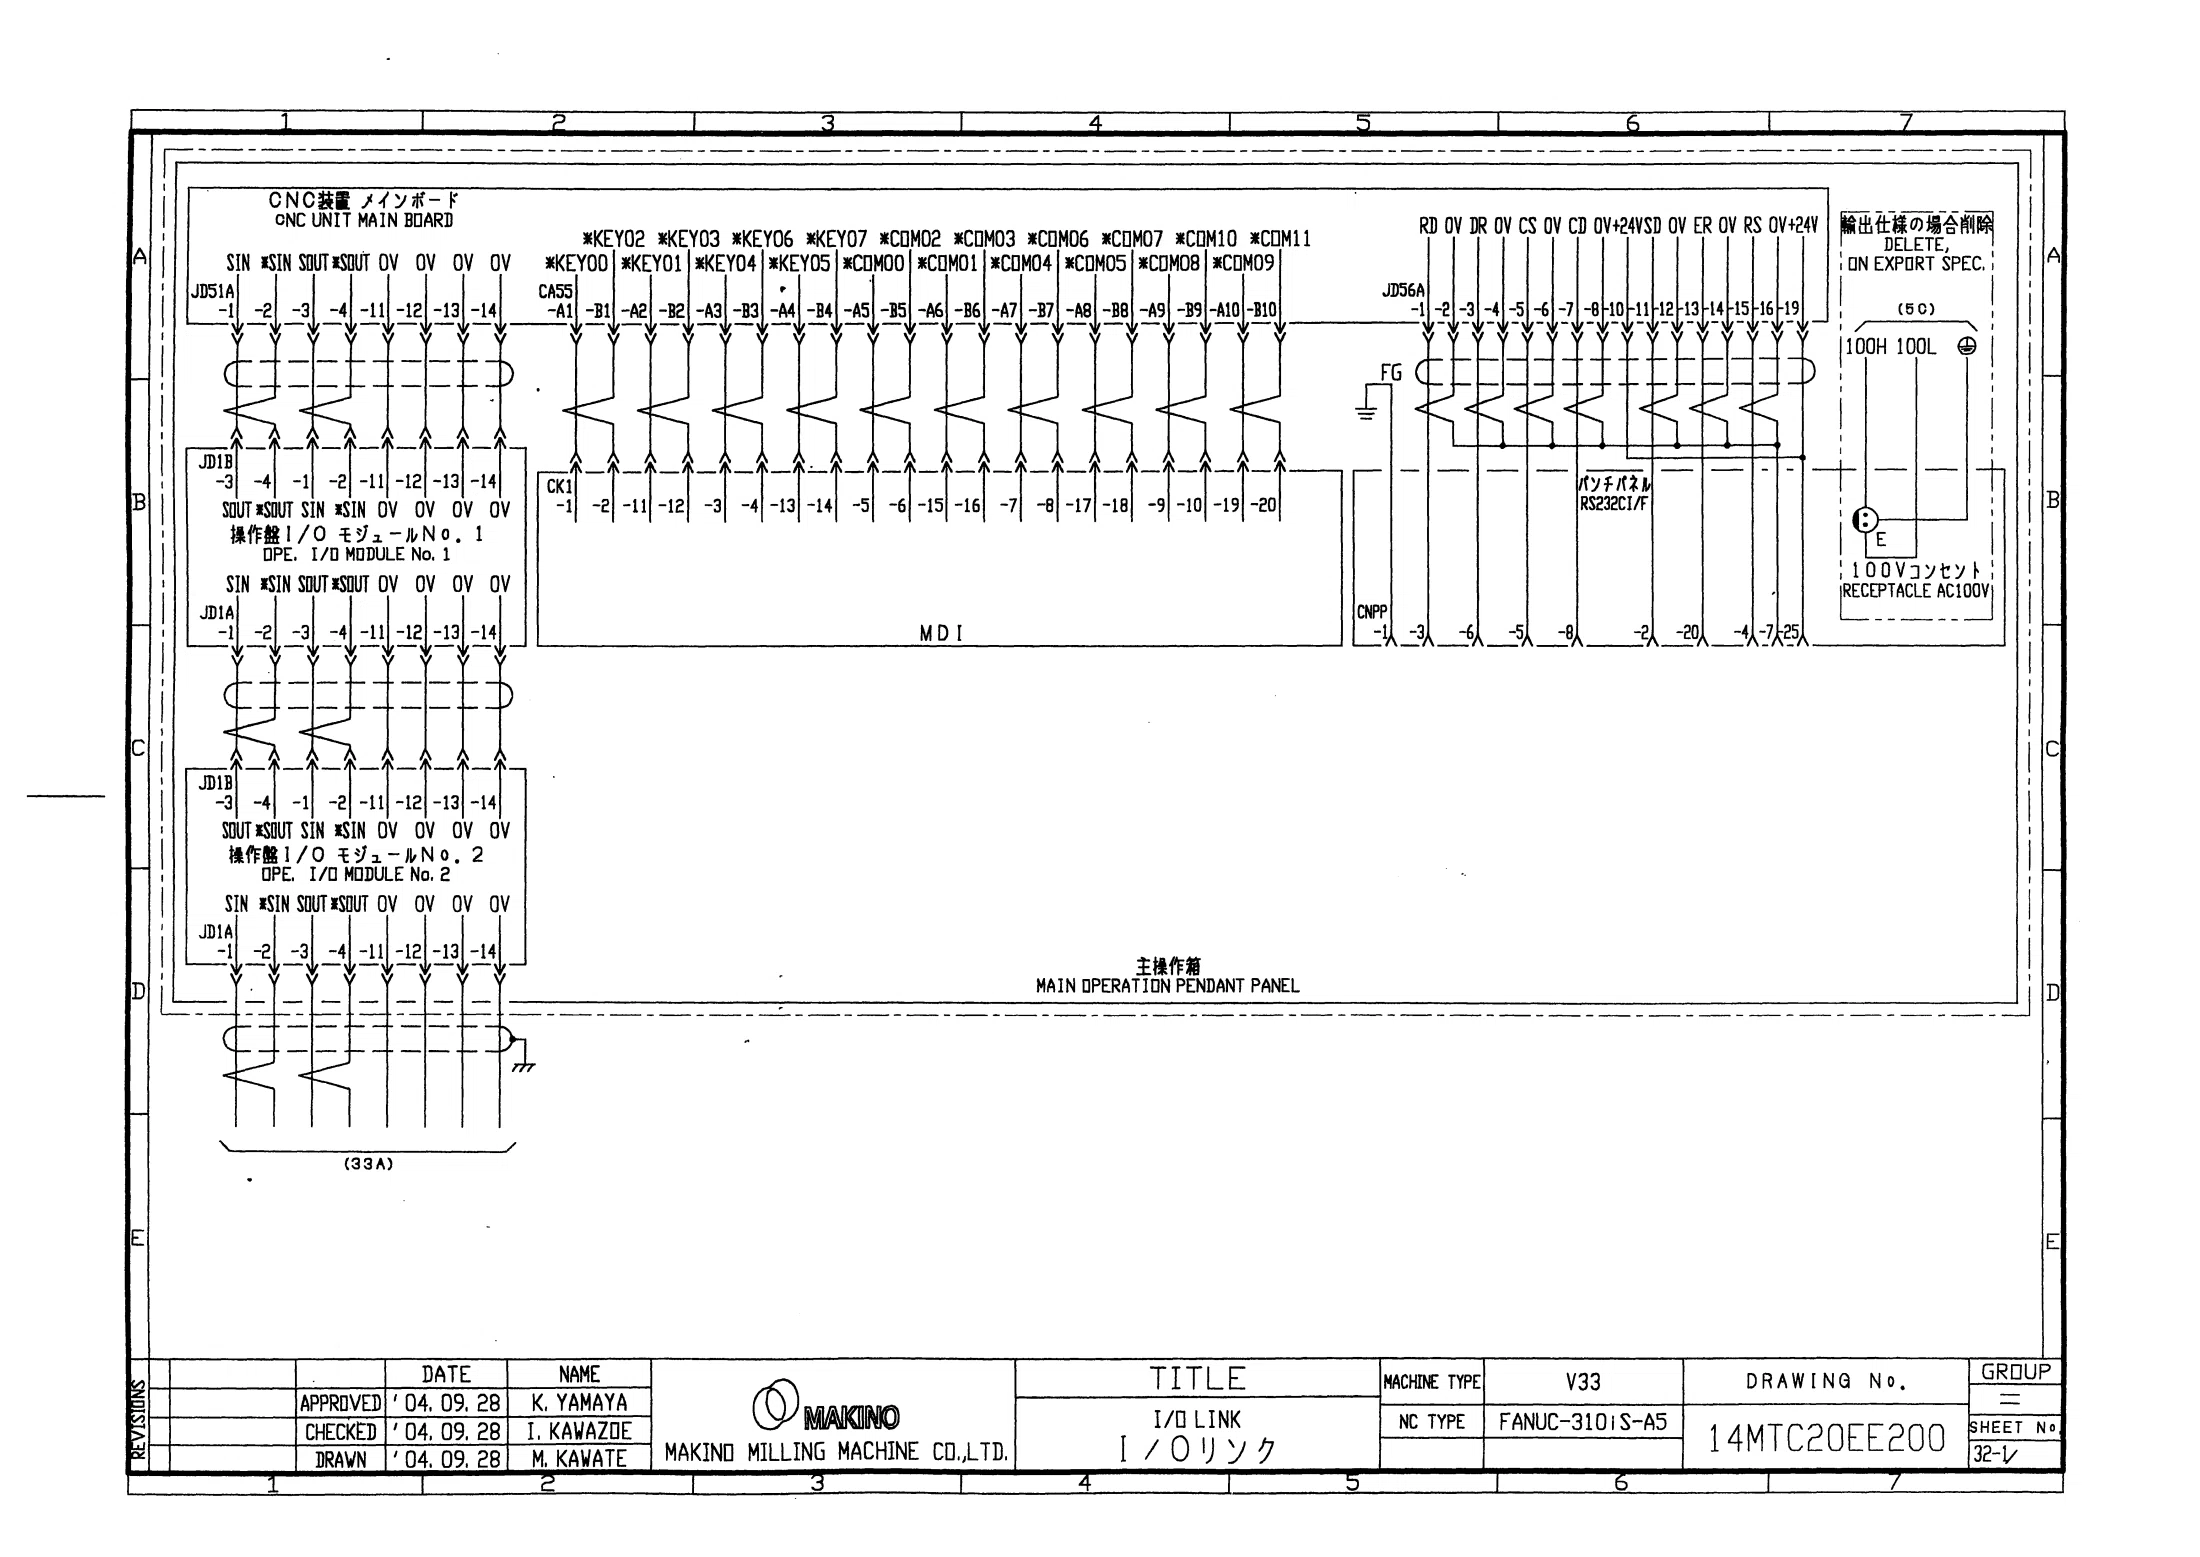 1 2 3 4 5 6 7
A A
CNC装置 メインボード
CNC UNIT MAIN BOARD
SIN *SIN SOUT *SOUT 0V 0V 0V 0V
JD51A
-1 -2 -3 -4 -11 -12 -13 -14
*KEY02 *KEY03 *KEY06 *KEY07 *COM02 *COM03 *COM06 *COM07 *COM10 *COM11
*KEY00 *KEY01 *KEY04 *KEY05 *COM00 *COM01 *COM04 *COM05 *COM08 *COM09
CA55
-A1 -B1 -A2 -B2 -A3 -B3 -A4 -B4 -A5 -B5 -A6 -B6 -A7 -B7 -A8 -B8 -A9 -B9 -A10 -B10
RD 0V DR 0V CS 0V CD 0V +24V SD 0V ER 0V RS 0V +24V
JD56A
-1 -2 -3 -4 -5 -6 -7 -8 -10 -11 -12 -13 -14 -15 -16 -19
輸出仕様の場合削除
DELETE,
ON EXPORT SPEC.
(5C)
100H 100L
FG
B B
JD1B
-3 -4 -1 -2 -11 -12 -13 -14
SOUT *SOUT SIN *SIN 0V 0V 0V 0V
操作盤I/O モジュールNo. 1
OPE. I/O MODULE No. 1
SIN *SIN SOUT *SOUT 0V 0V 0V 0V
JD1A
-1 -2 -3 -4 -11 -12 -13 -14
CK1
-1 -2 -11 -12 -3 -4 -13 -14 -5 -6 -15 -16 -7 -8 -17 -18 -9 -10 -19 -20
MDI
パンチパネル
RS232CI/F
CNPP
-1 -3 -6 -5 -8 -2 -20 -4 -7 -25
E
100Vコンセント
RECEPTACLE AC100V
C C
JD1B
-3 -4 -1 -2 -11 -12 -13 -14
SOUT *SOUT SIN *SIN 0V 0V 0V 0V
操作盤I/O モジュールNo. 2
OPE. I/O MODULE No. 2
SIN *SIN SOUT *SOUT 0V 0V 0V 0V
JD1A
-1 -2 -3 -4 -11 -12 -13 -14
D D
主操作箱
MAIN OPERATION PENDANT PANEL
(33A)
E E
REVISIONS
DATE NAME
APPROVED '04. 09. 28 K. YAMAYA
CHECKED '04. 09. 28 I. KAWAZOE
DRAWN '04. 09. 28 M. KAWATE
MAKINO
MAKINO MILLING MACHINE CO.,LTD.
TITLE
I/O LINK
I/Oリンク
MACHINE TYPE V33
NC TYPE FANUC-310iS-A5
DRAWING No.
14MTC20EE200
GROUP
=
SHEET No.
32-1/
1 2 3 4 5 6 7